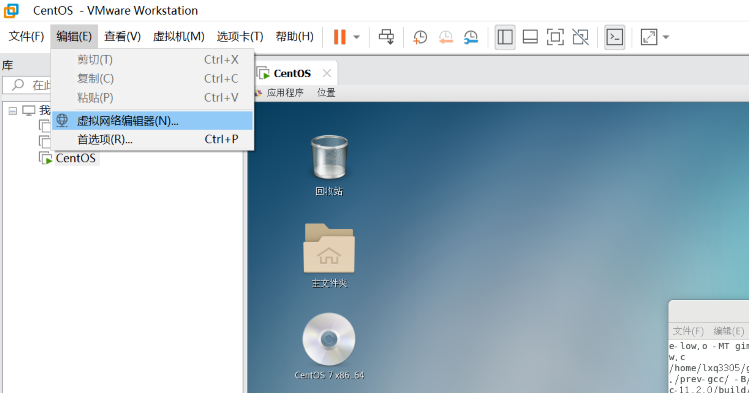 CentOS - VMware Workstation
文件(F) 编辑(E) 查看(V) 虚拟机(M) 选项卡(T) 帮助(H)
库
在此
我
CentOS
剪切(T) Ctrl+X
复制(C) Ctrl+C
粘贴(P) Ctrl+V
虚拟网络编辑器(N)...
首选项(R)... Ctrl+P
CentOS
应用程序 位置
回收站
主文件夹
CentOS 7 x86_64
文件(F) 编辑(E)
e-low.o -MT gim
w.c
/home/lxq3305/g
./prev-gcc/ -B/
c-11.2.0/build/